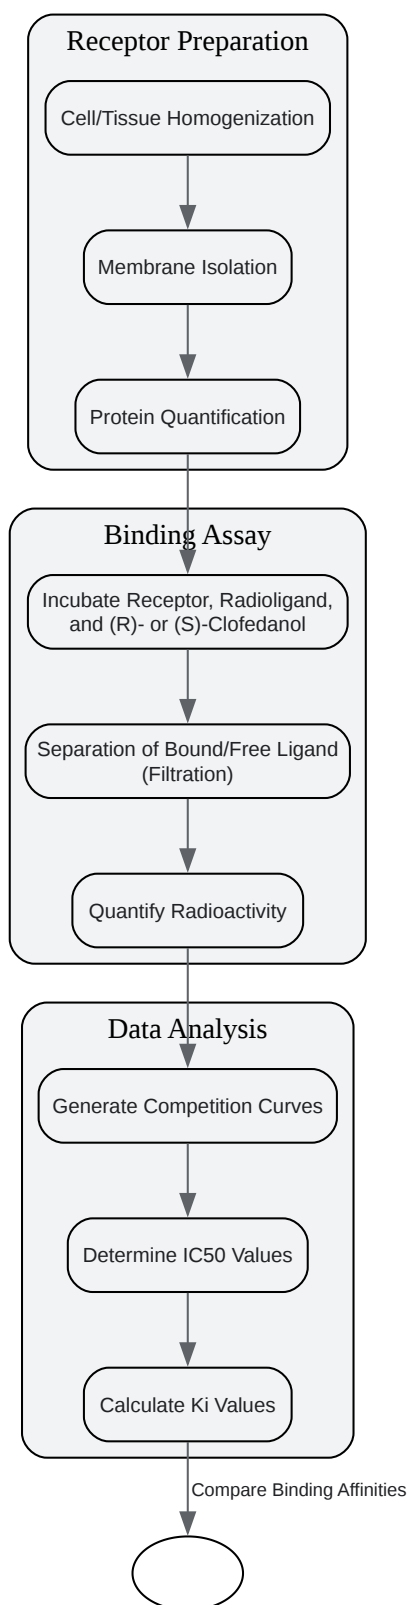 Receptor Preparation
Cell/Tissue Homogenization
Membrane Isolation
Protein Quantification
Binding Assay
Incubate Receptor, Radioligand,
and (R)- or (S)-Clofedanol
Separation of Bound/Free Ligand
(Filtration)
Quantify Radioactivity
Data Analysis
Generate Competition Curves
Determine IC50 Values
Calculate Ki Values
Compare Binding Affinities